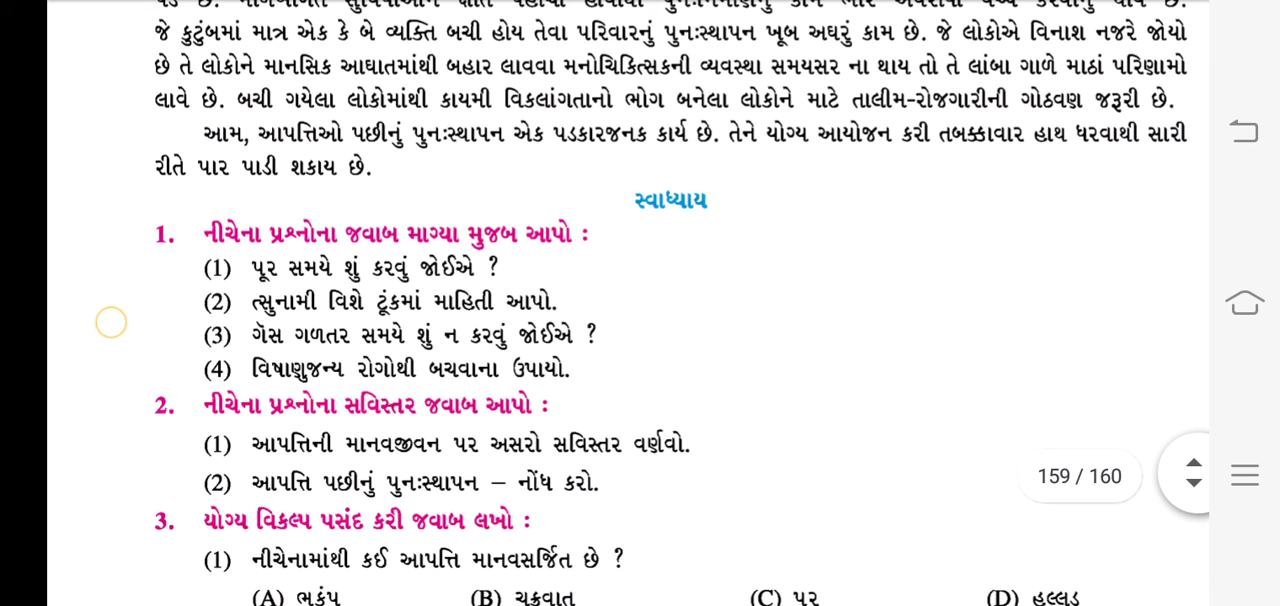 જે કુટુંબમાં માત્ર એક કે બે વ્યક્તિ બચી હોય તેવા પરિવારનું પુનઃસ્થાપન ખૂબ અઘરું કામ છે. જે લોકોએ વિનાશ નજરે જોયો
છે તે લોકોને માનસિક આઘાતમાંથી બહાર લાવવા મનોચિકિત્સકની વ્યવસ્થા સમયસર ના થાય તો તે લાંબા ગાળે માઠાં પરિણામો
લાવે છે. બચી ગયેલા લોકોમાંથી કાયમી વિકલાંગતાનો ભોગ બનેલા લોકોને માટે તાલીમ-રોજગારીની ગોઠવણ જરૂરી છે.
આમ, આપત્તિઓ પછીનું પુનઃસ્થાપન એક પડકારજનક કાર્ય છે. તેને યોગ્ય આયોજન કરી તબક્કાવાર હાથ ધરવાથી સારી
રીતે પાર પાડી શકાય છે.
સ્વાધ્યાય
1. નીચેના પ્રશ્નોના જવાબ માગ્યા મુજબ આપો :
(1) પૂર સમયે શું કરવું જોઈએ ?
(2) ત્સુનામી વિશે ટૂંકમાં માહિતી આપો.
(3) ગૅસ ગળતર સમયે શું ન કરવું જોઈએ ?
(4) વિષાણુજન્ય રોગોથી બચવાના ઉપાયો.
2. નીચેના પ્રશ્નોના સવિસ્તર જવાબ આપો :
(1) આપત્તિની માનવજીવન પર અસરો સવિસ્તર વર્ણવો.
(2) આપત્તિ પછીનું પુનઃસ્થાપન – નોંધ કરો.
159 / 160
3. યોગ્ય વિકલ્પ પસંદ કરી જવાબ લખો :
(1) નીચેનામાંથી કઈ આપત્તિ માનવસર્જિત છે ?
(A) ભૂકંપ (B) ચક્રવાત (C) પૂર (D) હુલ્લડ